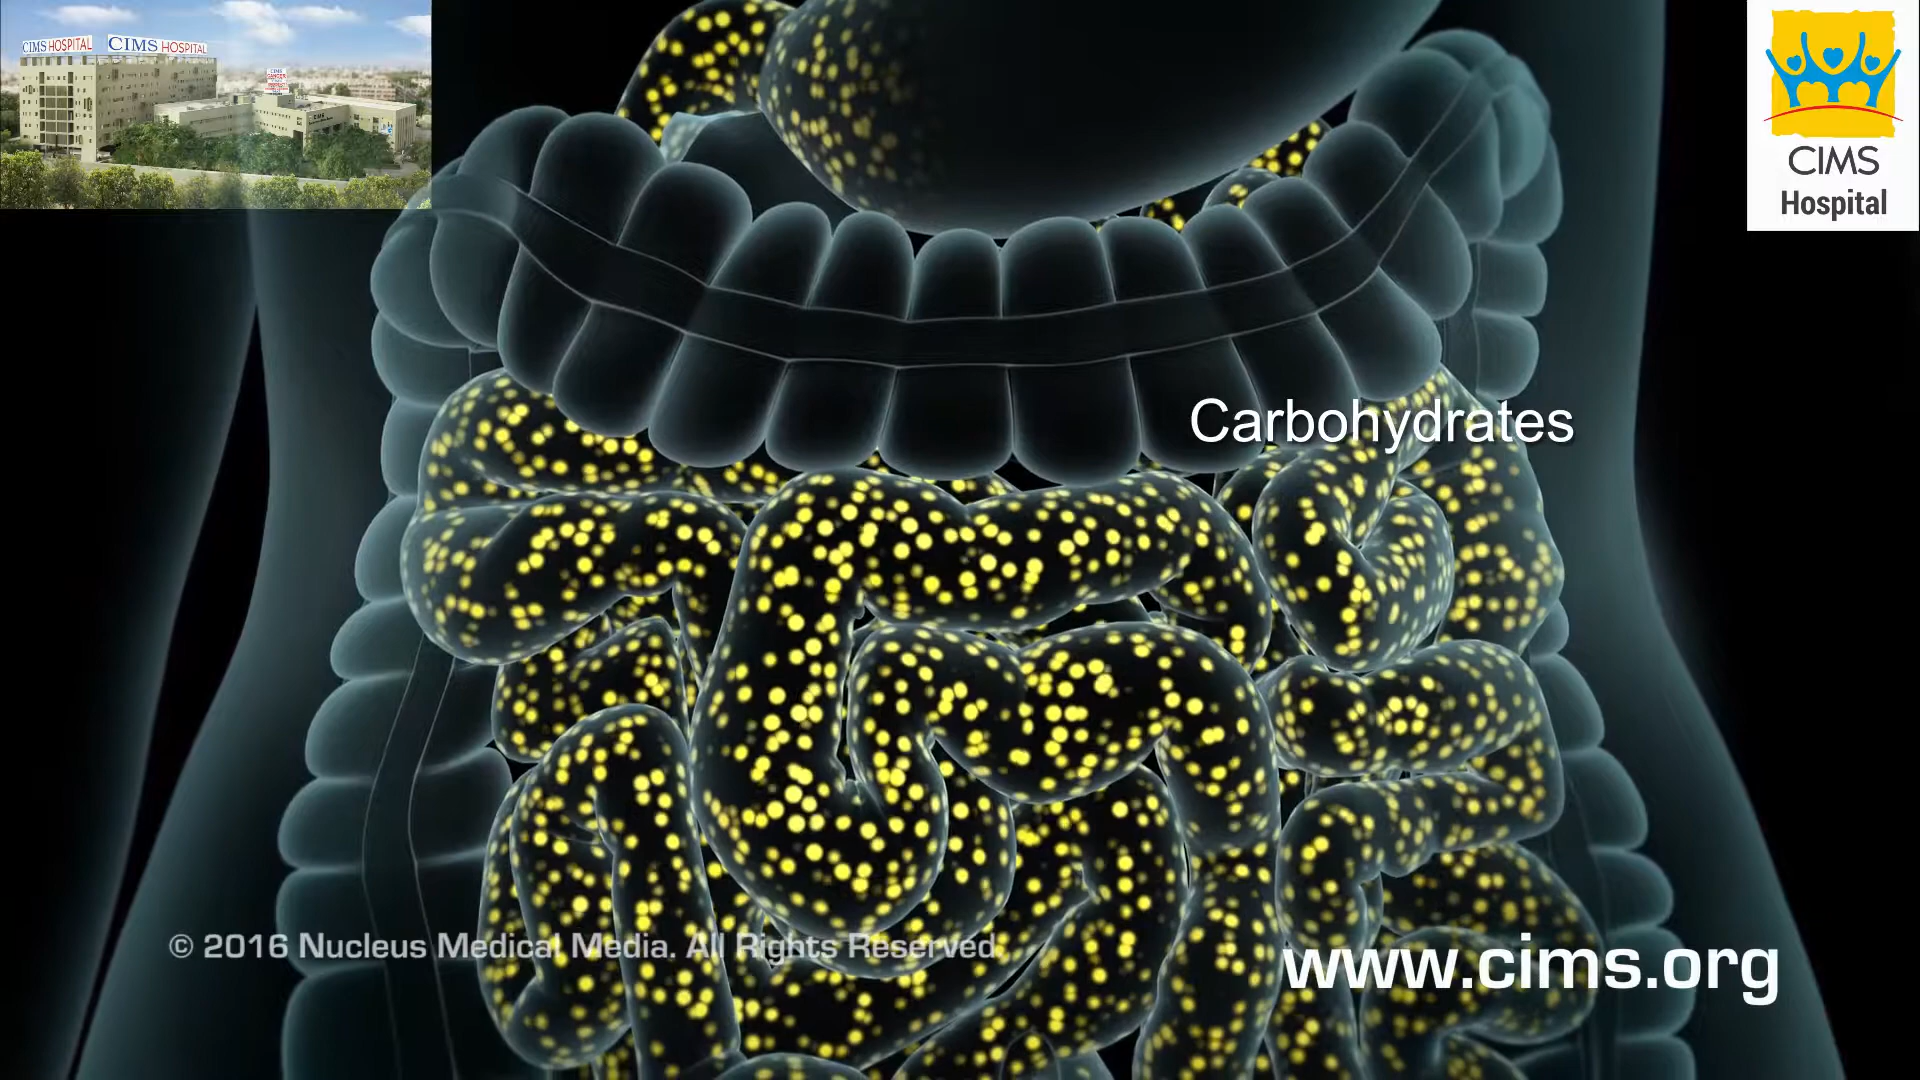 CIMS HOSPITAL CIMS HOSPITAL
CIMS
Hospital
Carbohydrates
© 2016 Nucleus Medical Media. All Rights Reserved.
www.cims.org